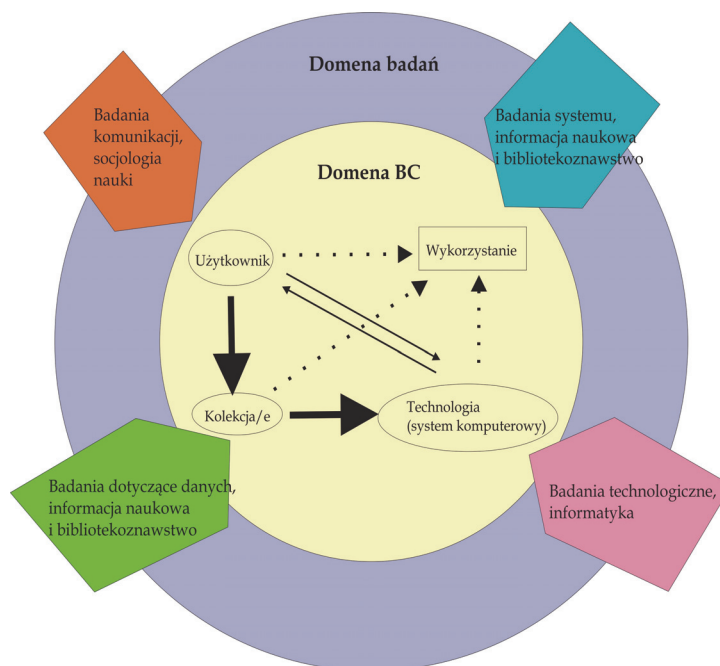 Domena badań
Badania
komunikacji,
socjologia
nauki
Badania systemu,
informacja naukowa
i bibliotekoznawstwo
Domena BC
Użytkownik
Wykorzystanie
Kolekcja/e
Technologia
(system komputerowy)
Badania dotyczące danych,
informacja naukowa
i bibliotekoznawstwo
Badania technologiczne,
informatyka